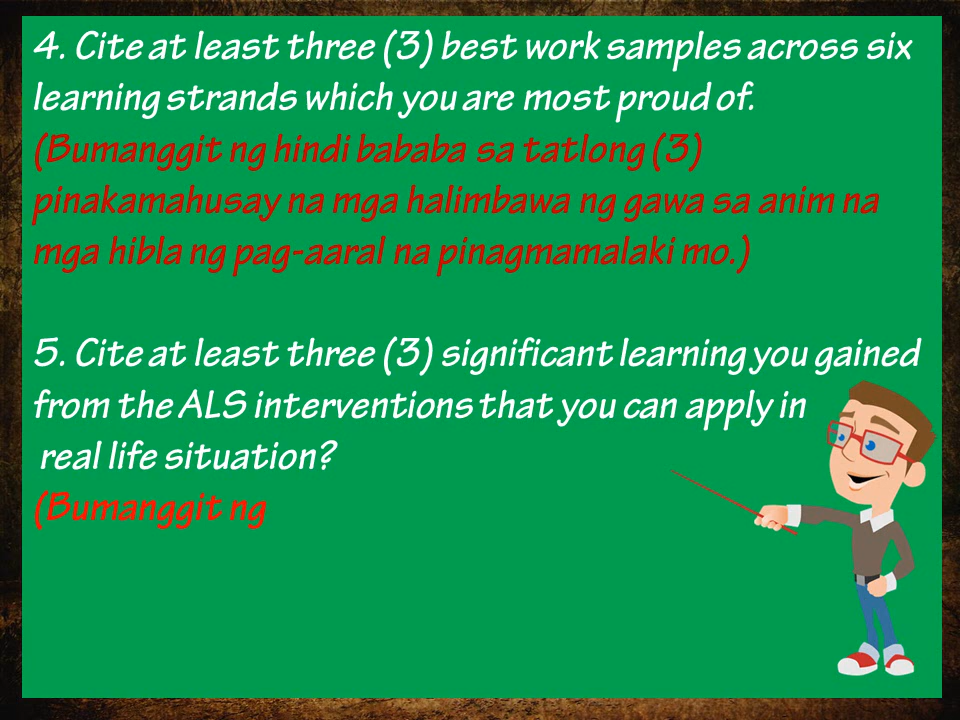 4. Cite at least three (3) best work samples across six
learning strands which you are most proud of.
(Bumanggit ng hindi bababa sa tatlong (3)
pinakamahusay na mga halimbawa ng gawa sa anim na
mga hibla ng pag-aaral na pinagmamalaki mo.)
5. Cite at least three (3) significant learning you gained
from the ALS interventions that you can apply in
real life situation?
(Bumanggit ng